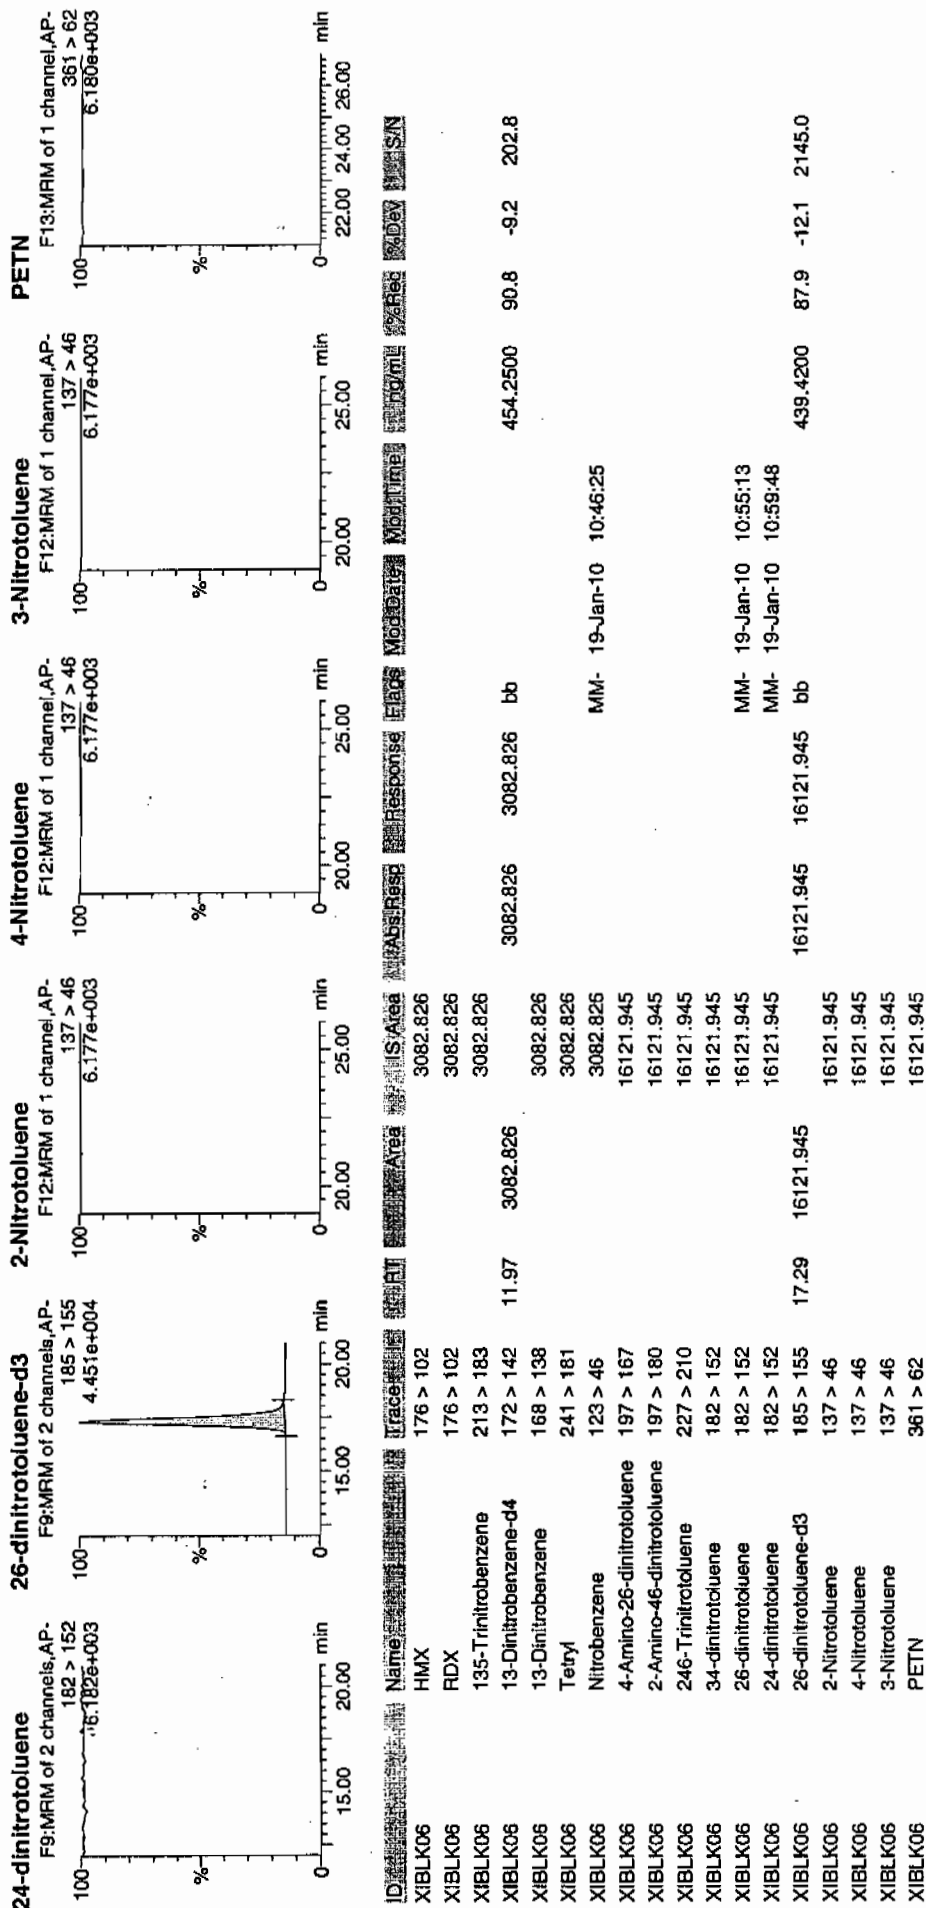 24-dinitrotoluene
F9:MRM of 2 channels,AP-
182 > 152
6.182e+003
100
%
0
15.00 20.00 min
26-dinitrotoluene-d3
F9:MRM of 2 channels,AP-
185 > 155
4.451e+004
100
%
0
15.00 20.00 min
2-Nitrotoluene
F12:MRM of 1 channel,AP-
137 > 46
6.177e+003
100
%
0
20.00 25.00 min
4-Nitrotoluene
F12:MRM of 1 channel,AP-
137 > 46
6.177e+003
100
%
0
20.00 25.00 min
3-Nitrotoluene
F12:MRM of 1 channel,AP-
137 > 46
6.177e+003
100
%
0
20.00 25.00 min
PETN
F13:MRM of 1 channel,AP-
361 > 62
6.180e+003
100
%
0
22.00 24.00 26.00 min
ID Name Trace RT Area IS Area Abs.Resp Response Flags Mod.Date Mod.Time ng/mL %Rec %Dev S/N
XIBLK06 HMX 176 > 102 3082.826
XIBLK06 RDX 176 > 102 3082.826
XIBLK06 135-Trinitrobenzene 213 > 183 3082.826
XIBLK06 13-Dinitrobenzene-d4 172 > 142 11.97 3082.826 3082.826 3082.826 bb 454.2500 90.8 -9.2 202.8
XIBLK06 13-Dinitrobenzene 168 > 138 3082.826
XIBLK06 Tetryl 241 > 181 3082.826
XIBLK06 Nitrobenzene 123 > 46 3082.826 MM- 19-Jan-10 10:46:25
XIBLK06 4-Amino-26-dinitrotoluene 197 > 167 16121.945
XIBLK06 2-Amino-46-dinitrotoluene 197 > 180 16121.945
XIBLK06 246-Trinitrotoluene 227 > 210 16121.945
XIBLK06 34-dinitrotoluene 182 > 152 16121.945
XIBLK06 26-dinitrotoluene 182 > 152 16121.945 MM- 19-Jan-10 10:55:13
XIBLK06 24-dinitrotoluene 182 > 152 16121.945 MM- 19-Jan-10 10:59:48
XIBLK06 26-dinitrotoluene-d3 185 > 155 17.29 16121.945 16121.945 16121.945 bb 439.4200 87.9 -12.1 2145.0
XIBLK06 2-Nitrotoluene 137 > 46 16121.945
XIBLK06 4-Nitrotoluene 137 > 46 16121.945
XIBLK06 3-Nitrotoluene 137 > 46 16121.945
XIBLK06 PETN 361 > 62 16121.945